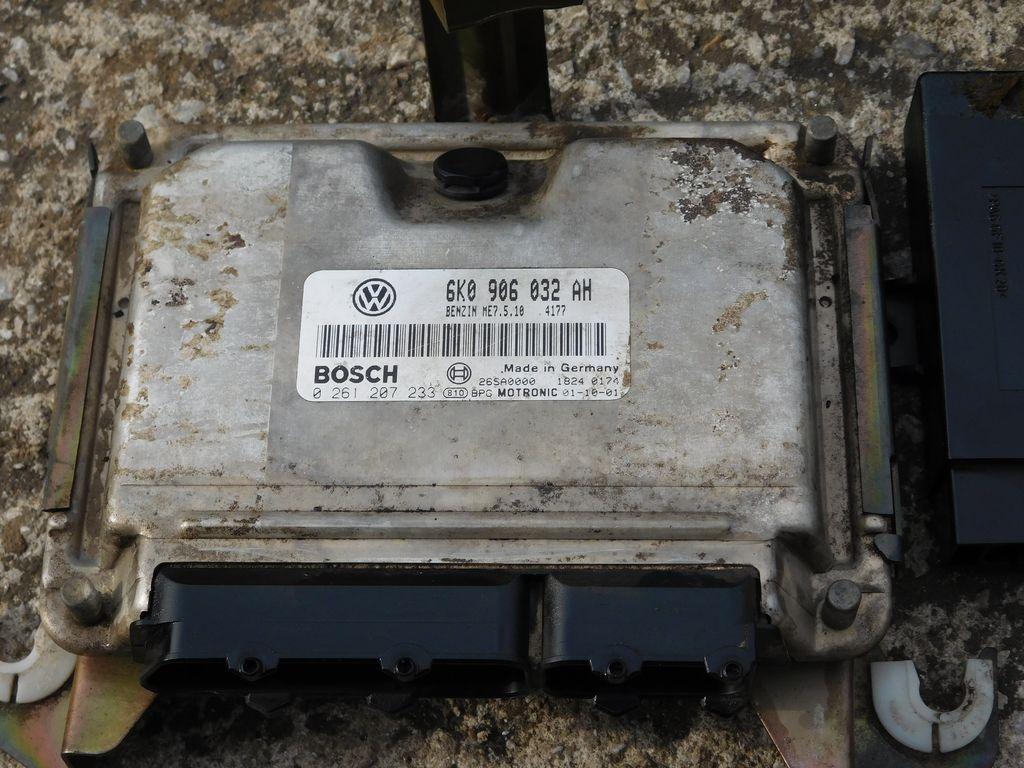 6K0 906 032 AH
BENZIN ME7.5.10 4177
BOSCH
.Made in Germany
26SA0000 1824 0174
0 261 207 233 810 BPG MOTRONIC 01-10-01